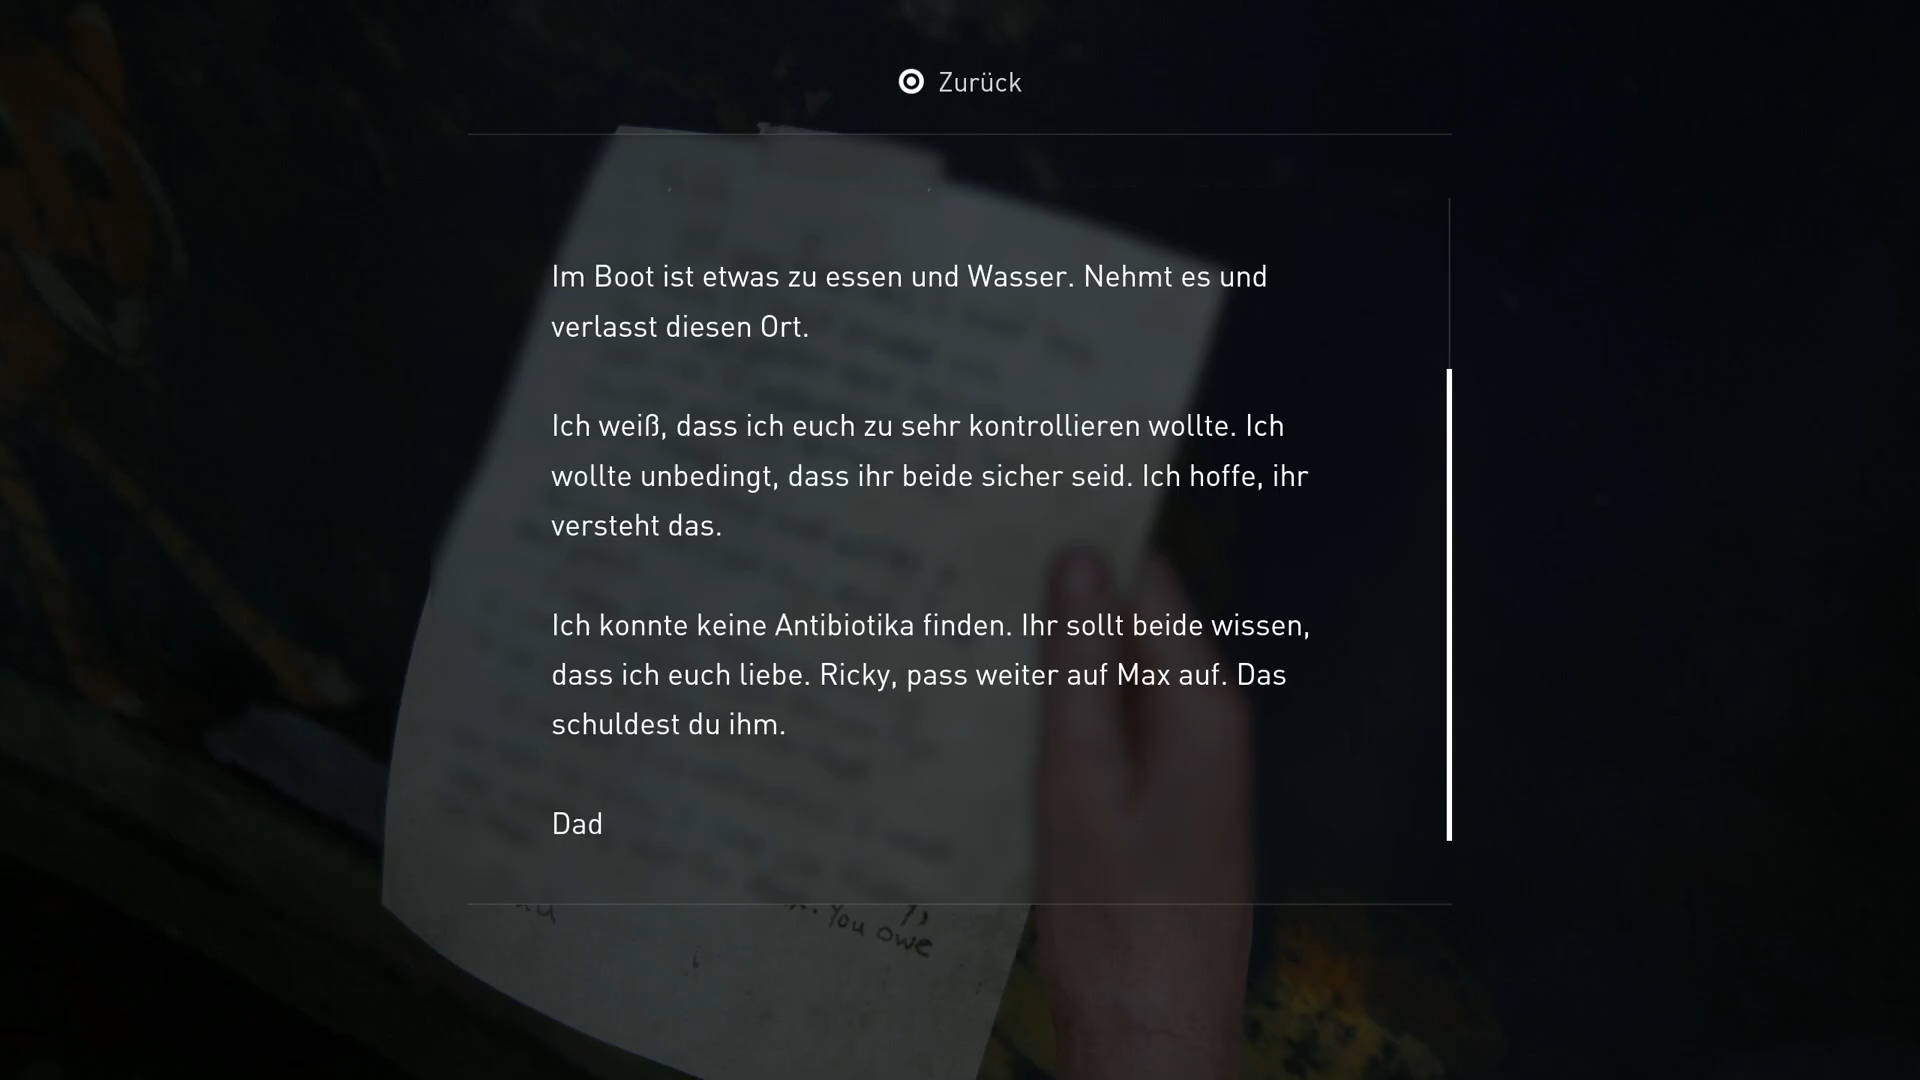 Zurück
Im Boot ist etwas zu essen und Wasser. Nehmt es und
verlasst diesen Ort.
Ich weiß, dass ich euch zu sehr kontrollieren wollte. Ich
wollte unbedingt, dass ihr beide sicher seid. Ich hoffe, ihr
versteht das.
Ich konnte keine Antibiotika finden. Ihr sollt beide wissen,
dass ich euch liebe. Ricky, pass weiter auf Max auf. Das
schuldest du ihm.
Dad
You owe